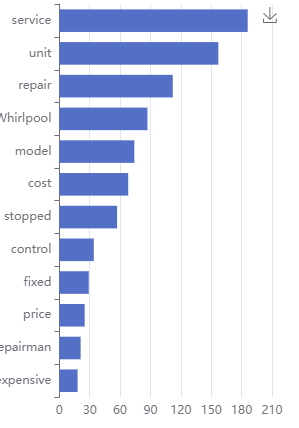 service
unit
repair
Whirlpool
model
cost
stopped
control
fixed
price
epairman
expensive
0 30 60 90 120 150 180 210